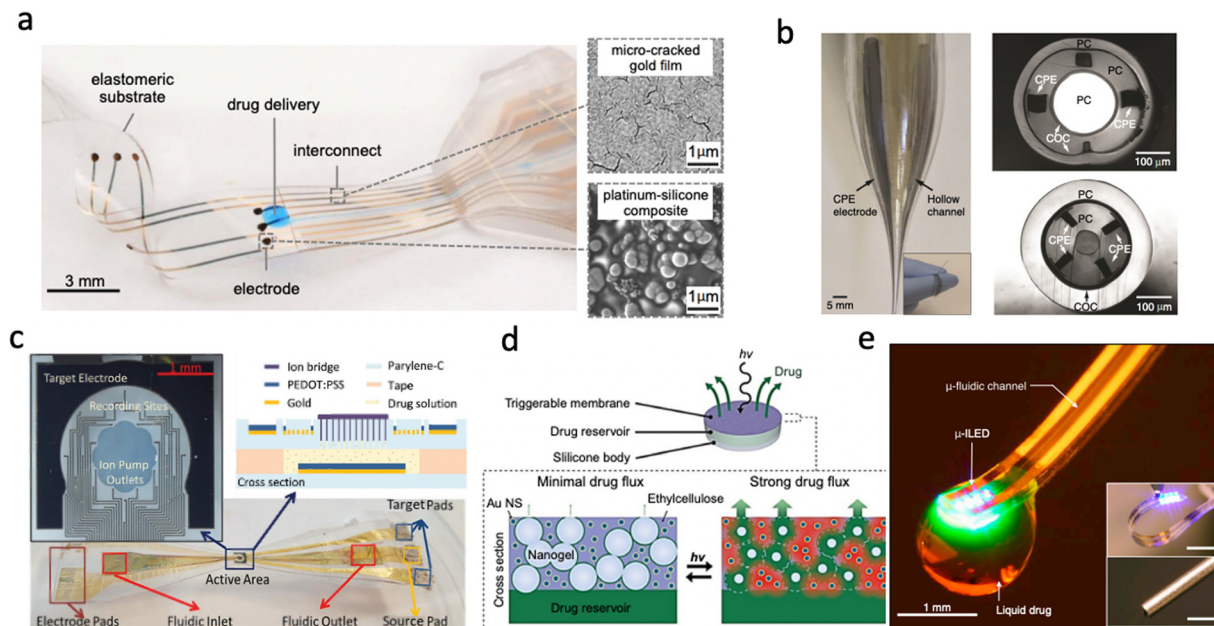 a
elastomeric
substrate
drug delivery
interconnect
electrode
3 mm
micro-cracked
gold film
1μm
platinum-silicone
composite
1μm
b
CPE
electrode
Hollow
channel
5 mm
PC
PC
CPE
PC
CPE
COC
100 μm
PC
PC
CPE
CPE
COC
100 μm
c
Target Electrode
1 mm
Recording Sites
Ion Pump
Outlets
Ion bridge
PEDOT:PSS
Gold
Parylene-C
Tape
Drug solution
Cross section
Target Pads
Active Area
Electrode Pads
Fluidic Inlet
Fluidic Outlet
Source Pad
d
hv
Drug
Triggerable membrane
Drug reservoir
Slilicone body
Minimal drug flux
Strong drug flux
Au NS
Ethylcellulose
Nanogel
hv
Cross section
Drug reservoir
e
μ-fluidic channel
μ-ILED
Liquid drug
1 mm